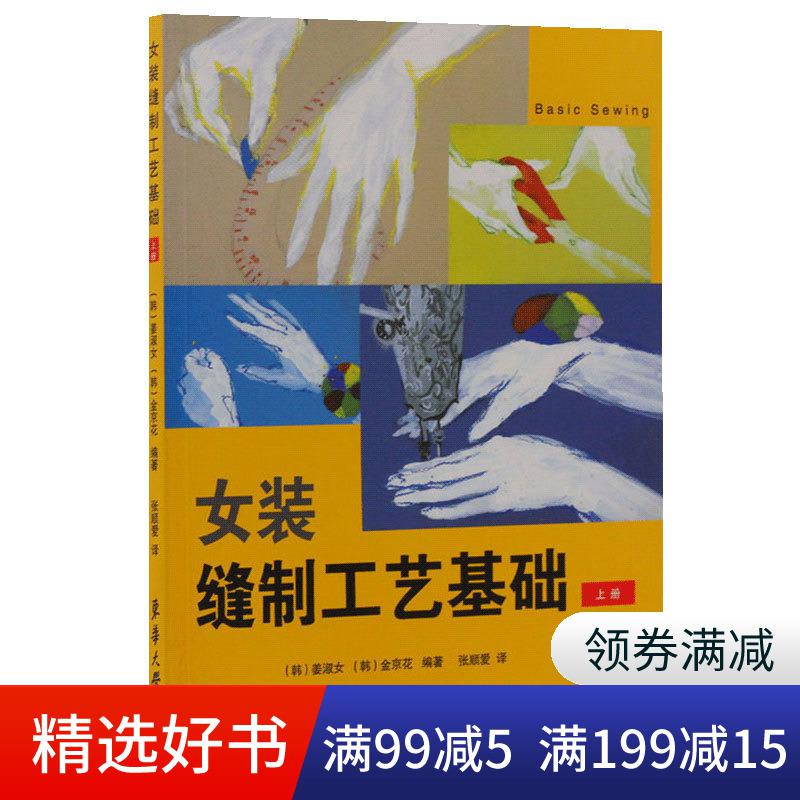 女装缝制工艺基础
上册
(韩)姜淑女 (韩)金京花 编著
张顺爱 译
東華大學
Basic Sewing
女装
缝制工艺基础
上册
(韩)姜淑女 (韩)金京花 编著 张顺爱 译
领券满减
精选好书
满99减5 满199减15